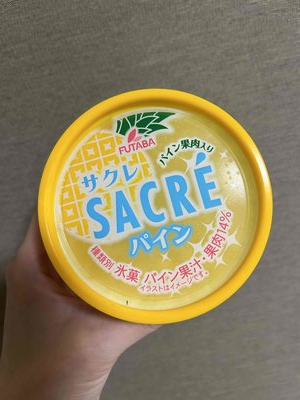 FUTABA
パイン果肉入り
サクレ
SACRÉ
パイン
種類別 氷菓 パイン果汁・果肉14%
イラストはイメージです。